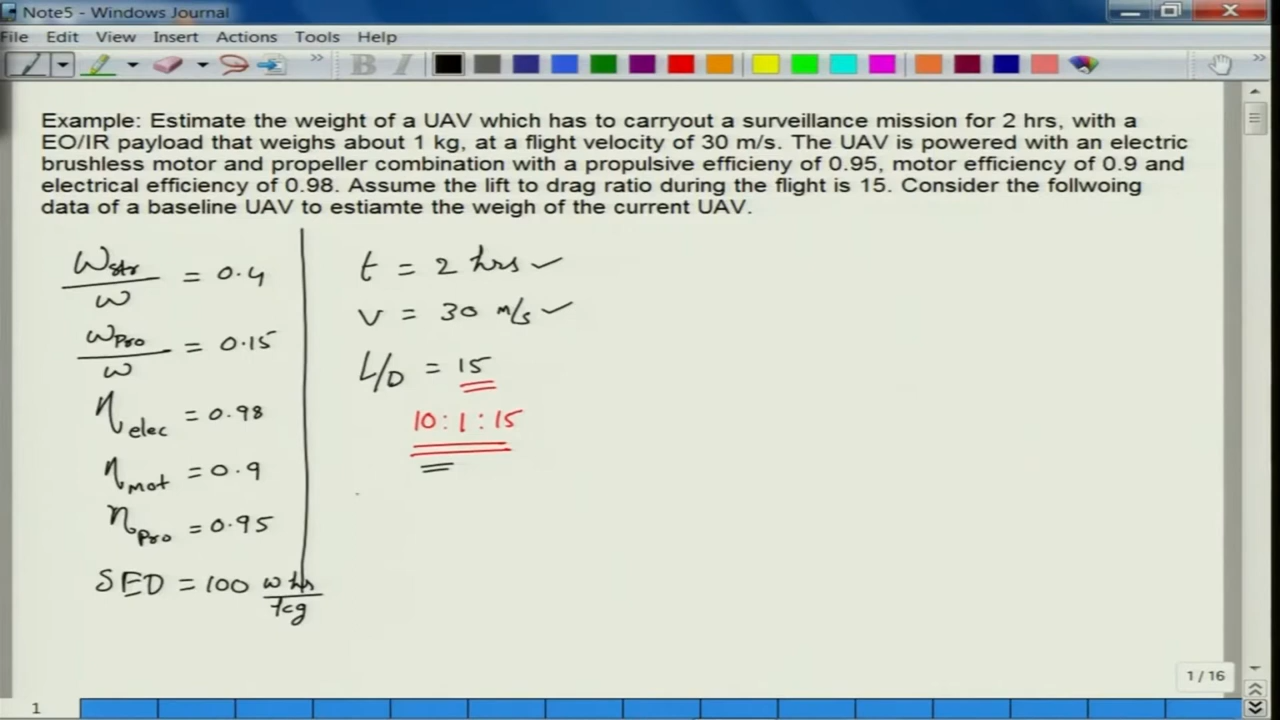 Note5 - Windows Journal
File Edit View Insert Actions Tools Help
B I
Example: Estimate the weight of a UAV which has to carryout a surveillance mission for 2 hrs, with a
EO/IR payload that weighs about 1 kg, at a flight velocity of 30 m/s. The UAV is powered with an electric
brushless motor and propeller combination with a propulsive efficieny of 0.95, motor efficiency of 0.9 and
electrical efficiency of 0.98. Assume the lift to drag ratio during the flight is 15. Consider the follwoing
data of a baseline UAV to estiamte the weigh of the current UAV.
Wstr/W = 0.4
WPro/W = 0.15
ηelec = 0.98
ηmot = 0.9
ηPro = 0.95
SED = 100 W hr/kg
t = 2 hrs ✓
V = 30 m/s ✓
L/D = 15
10 : 1 : 15
1 / 16
1